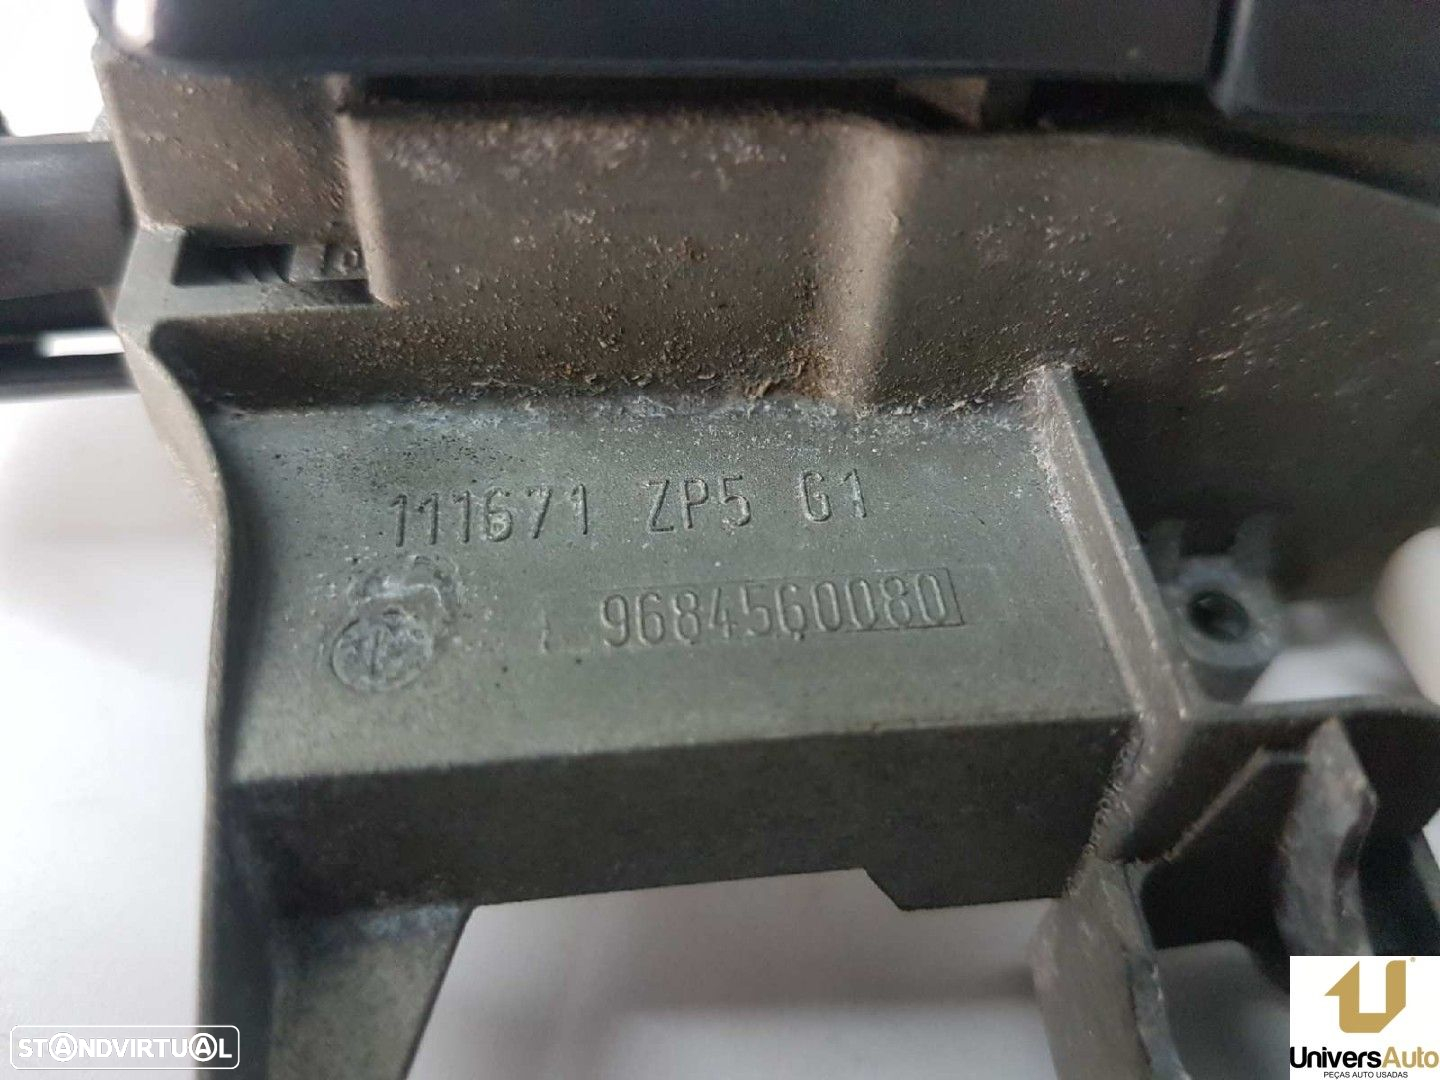 111671 ZP5 G1
9684560080
STANDVIRTUAL
UniversAuto
PEÇAS AUTO USADAS